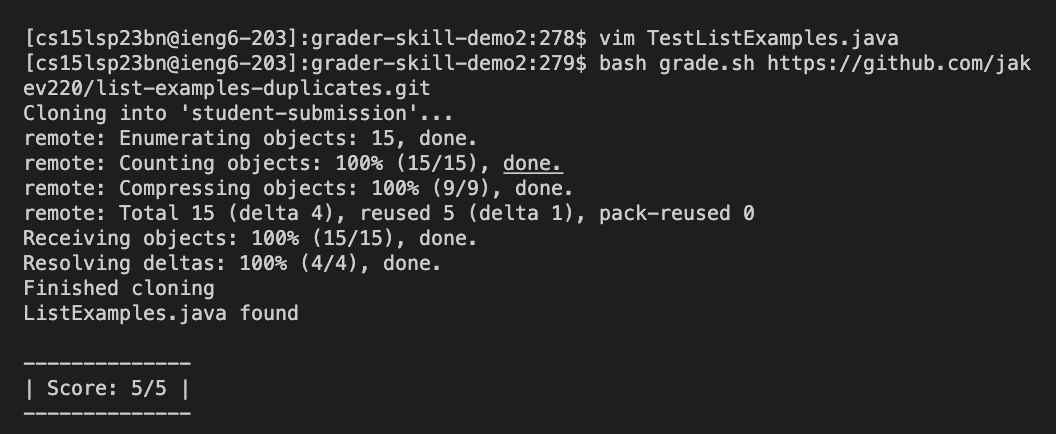 [cs15lsp23bn@ieng6-203]:grader-skill-demo2:278$ vim TestListExamples.java
[cs15lsp23bn@ieng6-203]:grader-skill-demo2:279$ bash grade.sh https://github.com/jak
ev220/list-examples-duplicates.git
Cloning into 'student-submission'...
remote: Enumerating objects: 15, done.
remote: Counting objects: 100% (15/15), done.
remote: Compressing objects: 100% (9/9), done.
remote: Total 15 (delta 4), reused 5 (delta 1), pack-reused 0
Receiving objects: 100% (15/15), done.
Resolving deltas: 100% (4/4), done.
Finished cloning
ListExamples.java found

--------------
| Score: 5/5 |
--------------